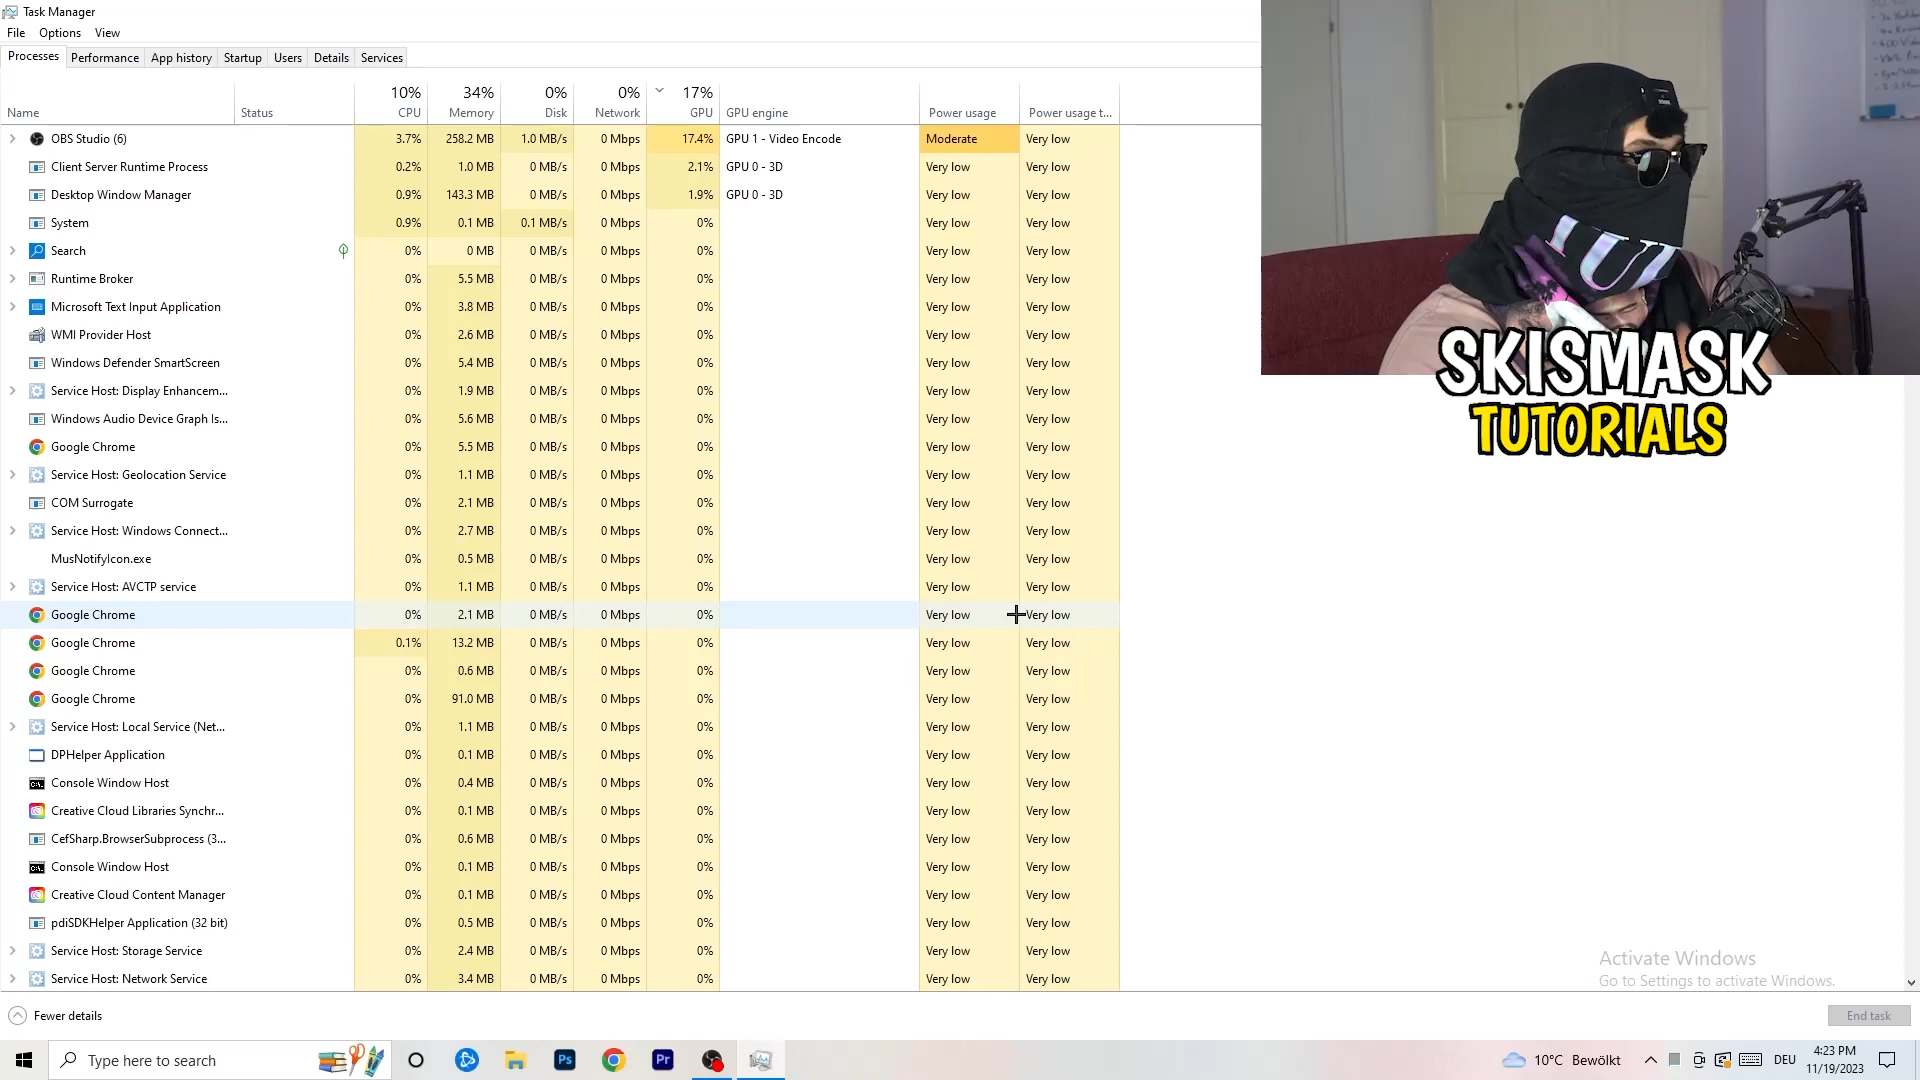 Task Manager
File Options View
Processes Performance App history Startup Users Details Services
10% 34% 0% 0% 17%
Name Status CPU Memory Disk Network GPU GPU engine Power usage Power usage t...
OBS Studio (6) 3.7% 258.2 MB 1.0 MB/s 0 Mbps 17.4% GPU 1 - Video Encode Moderate Very low
Client Server Runtime Process 0.2% 1.0 MB 0 MB/s 0 Mbps 2.1% GPU 0 - 3D Very low Very low
Desktop Window Manager 0.9% 143.3 MB 0 MB/s 0 Mbps 1.9% GPU 0 - 3D Very low Very low
System 0.9% 0.1 MB 0.1 MB/s 0 Mbps 0% Very low Very low
Search 0% 0 MB 0 MB/s 0 Mbps 0% Very low Very low
Runtime Broker 0% 5.5 MB 0 MB/s 0 Mbps 0% Very low Very low
Microsoft Text Input Application 0% 3.8 MB 0 MB/s 0 Mbps 0% Very low Very low
WMI Provider Host 0% 2.6 MB 0 MB/s 0 Mbps 0% Very low Very low
Windows Defender SmartScreen 0% 5.4 MB 0 MB/s 0 Mbps 0% Very low Very low
Service Host: Display Enhancem... 0% 1.9 MB 0 MB/s 0 Mbps 0% Very low Very low
Windows Audio Device Graph Is... 0% 5.6 MB 0 MB/s 0 Mbps 0% Very low Very low
Google Chrome 0% 5.5 MB 0 MB/s 0 Mbps 0% Very low Very low
Service Host: Geolocation Service 0% 1.1 MB 0 MB/s 0 Mbps 0% Very low Very low
COM Surrogate 0% 2.1 MB 0 MB/s 0 Mbps 0% Very low Very low
Service Host: Windows Connect... 0% 2.7 MB 0 MB/s 0 Mbps 0% Very low Very low
MusNotifyIcon.exe 0% 0.5 MB 0 MB/s 0 Mbps 0% Very low Very low
Service Host: AVCTP service 0% 1.1 MB 0 MB/s 0 Mbps 0% Very low Very low
Google Chrome 0% 2.1 MB 0 MB/s 0 Mbps 0% Very low Very low
Google Chrome 0.1% 13.2 MB 0 MB/s 0 Mbps 0% Very low Very low
Google Chrome 0% 0.6 MB 0 MB/s 0 Mbps 0% Very low Very low
Google Chrome 0% 91.0 MB 0 MB/s 0 Mbps 0% Very low Very low
Service Host: Local Service (Net... 0% 1.1 MB 0 MB/s 0 Mbps 0% Very low Very low
DPHelper Application 0% 0.1 MB 0 MB/s 0 Mbps 0% Very low Very low
Console Window Host 0% 0.4 MB 0 MB/s 0 Mbps 0% Very low Very low
Creative Cloud Libraries Synchr... 0% 0.1 MB 0 MB/s 0 Mbps 0% Very low Very low
CefSharp.BrowserSubprocess (3... 0% 0.6 MB 0 MB/s 0 Mbps 0% Very low Very low
Console Window Host 0% 0.1 MB 0 MB/s 0 Mbps 0% Very low Very low
Creative Cloud Content Manager 0% 0.1 MB 0 MB/s 0 Mbps 0% Very low Very low
pdiSDKHelper Application (32 bit) 0% 0.5 MB 0 MB/s 0 Mbps 0% Very low Very low
Service Host: Storage Service 0% 2.4 MB 0 MB/s 0 Mbps 0% Very low Very low
Service Host: Network Service 0% 3.4 MB 0 MB/s 0 Mbps 0% Very low Very low
SKISMASK
TUTORIALS
Activate Windows
Go to Settings to activate Windows.
Fewer details End task
Type here to search Ps Pr 10°C Bewölkt DEU 4:23 PM
11/19/2023